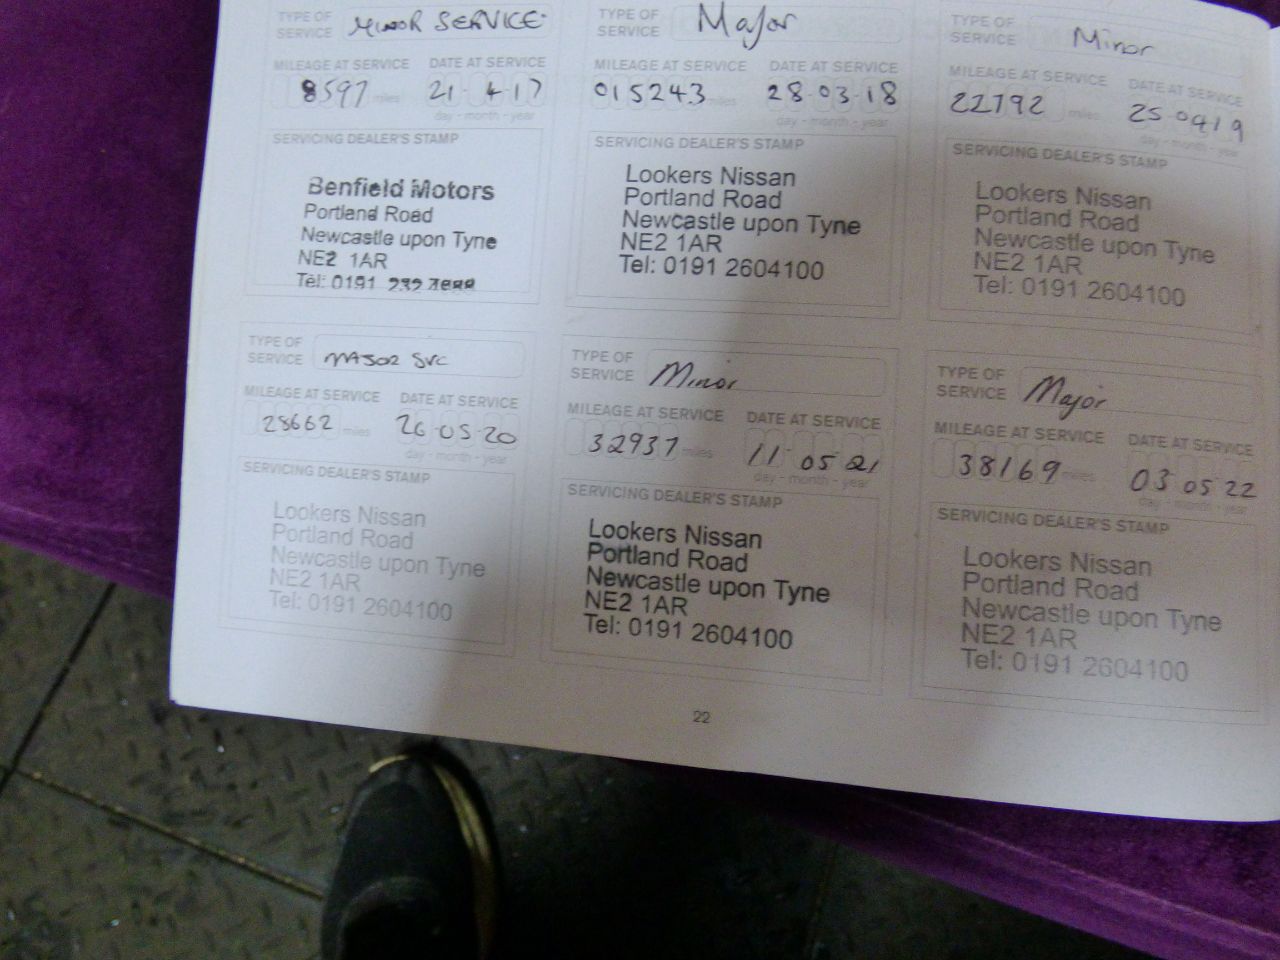 TYPE OF SERVICE MINOR SERVICE
MILEAGE AT SERVICE DATE AT SERVICE
8597 miles 21-4-17
day - month - year
SERVICING DEALER'S STAMP
Benfield Motors
Portland Road
Newcastle upon Tyne
NE2 1AR
Tel: 0191
TYPE OF SERVICE Major
MILEAGE AT SERVICE DATE AT SERVICE
015243 miles 28-03-18
day - month - year
SERVICING DEALER'S STAMP
Lookers Nissan
Portland Road
Newcastle upon Tyne
NE2 1AR
Tel: 0191 2604100
TYPE OF SERVICE Minor
MILEAGE AT SERVICE DATE AT SERVICE
22792 miles 25-04-19
day - month - year
SERVICING DEALER'S STAMP
Lookers Nissan
Portland Road
Newcastle upon Tyne
NE2 1AR
Tel: 0191 2604100
TYPE OF SERVICE MAJOR SVC
MILEAGE AT SERVICE DATE AT SERVICE
28662 miles 26-05-20
day - month - year
SERVICING DEALER'S STAMP
Lookers Nissan
Portland Road
Newcastle upon Tyne
NE2 1AR
Tel: 0191 2604100
TYPE OF SERVICE Minor
MILEAGE AT SERVICE DATE AT SERVICE
32937 miles 11-05-21
day - month - year
SERVICING DEALER'S STAMP
Lookers Nissan
Portland Road
Newcastle upon Tyne
NE2 1AR
Tel: 0191 2604100
TYPE OF SERVICE Major
MILEAGE AT SERVICE DATE AT SERVICE
38169 miles 03-05-22
day - month - year
SERVICING DEALER'S STAMP
Lookers Nissan
Portland Road
Newcastle upon Tyne
NE2 1AR
Tel: 0191 2604100
22